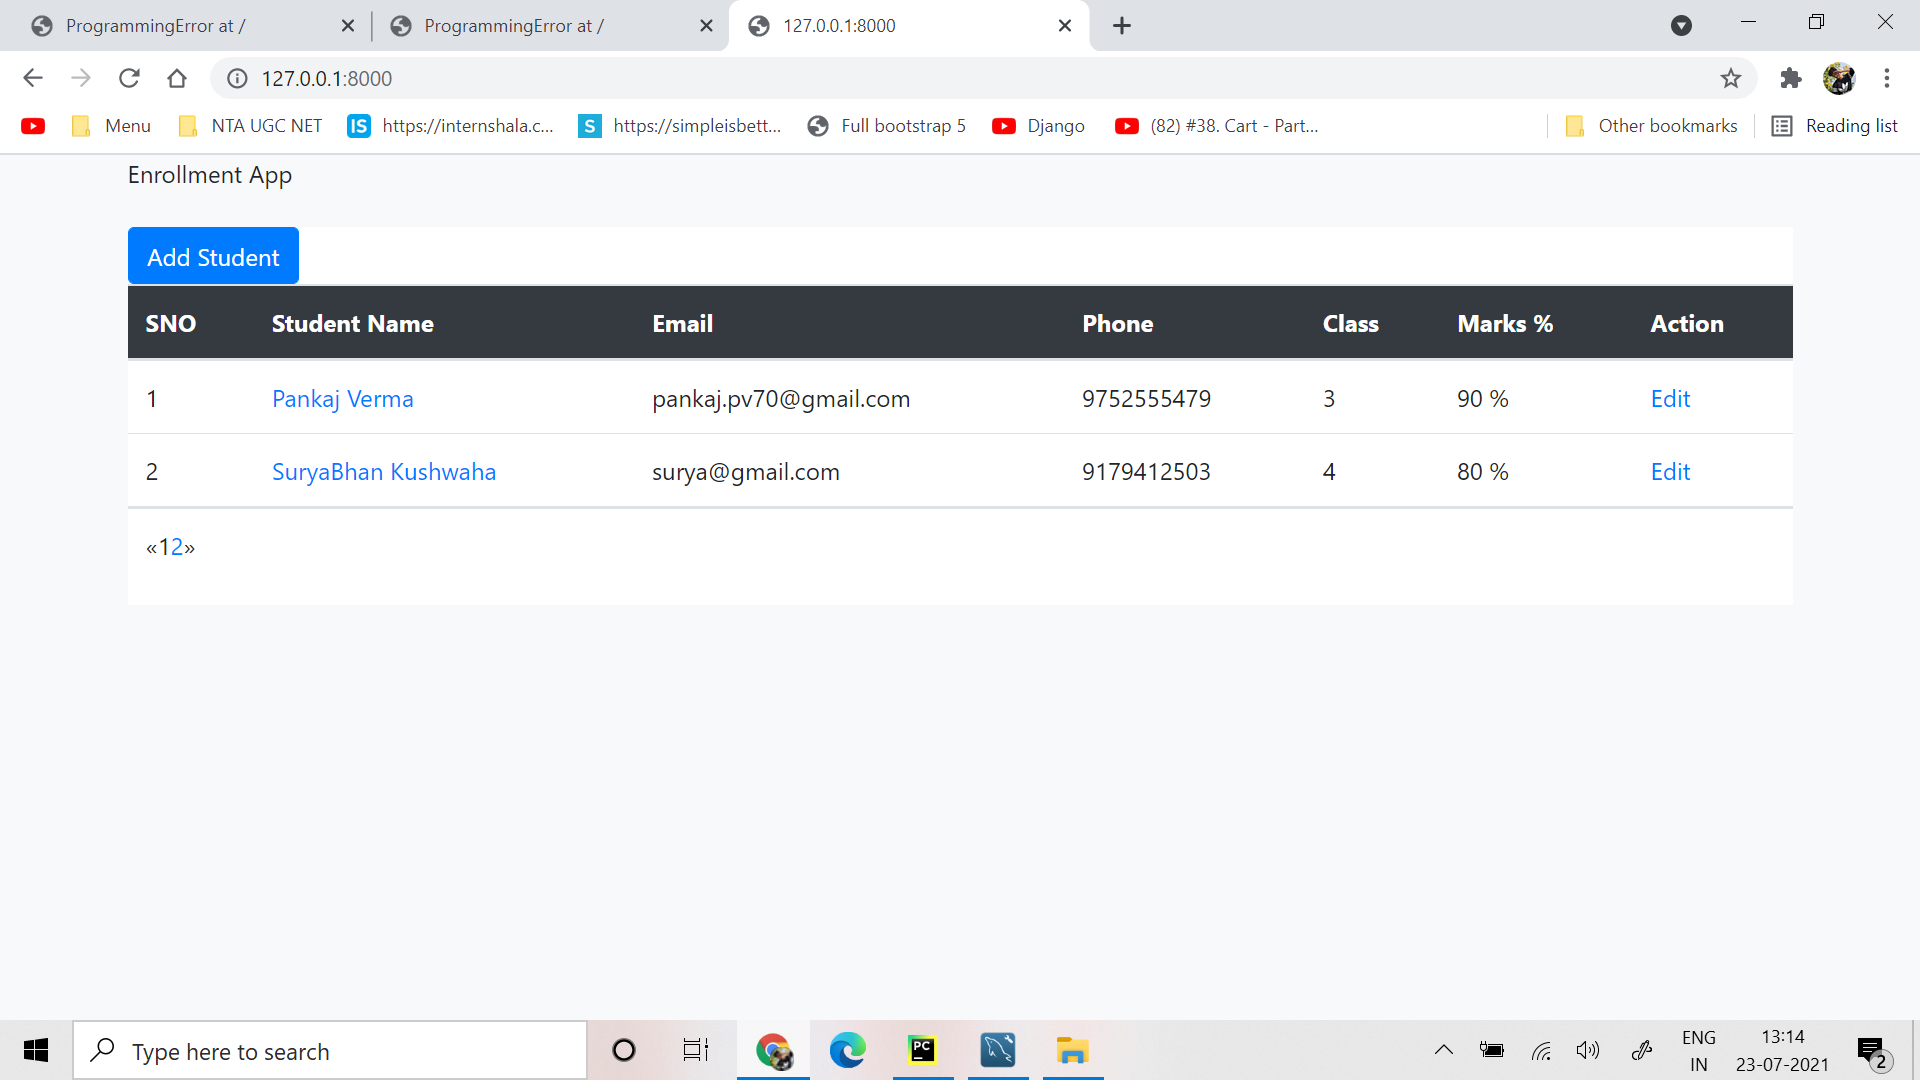 ProgrammingError at /
ProgrammingError at /
127.0.0.1:8000
127.0.0.1:8000
Menu NTA UGC NET IS https://internshala.c... S https://simpleisbett... Full bootstrap 5 Django (82) #38. Cart - Part... Other bookmarks Reading list
Enrollment App
Add Student
SNO Student Name Email Phone Class Marks % Action
1 Pankaj Verma pankaj.pv70@gmail.com 9752555479 3 90 % Edit
2 SuryaBhan Kushwaha surya@gmail.com 9179412503 4 80 % Edit
«12»
Type here to search
PC
ENG
IN
13:14
23-07-2021
2